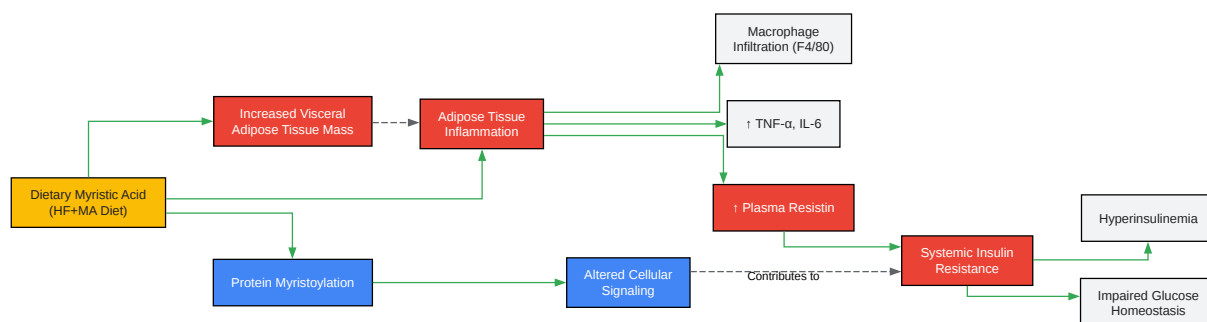 Macrophage
Infiltration (F4/80)
Increased Visceral
Adipose Tissue Mass
Adipose Tissue
Inflammation
↑ TNF-α, IL-6
Dietary Myristic Acid
(HF+MA Diet)
↑ Plasma Resistin
Hyperinsulinemia
Systemic Insulin
Resistance
Protein Myristoylation
Altered Cellular
Signaling
Contributes to
Impaired Glucose
Homeostasis